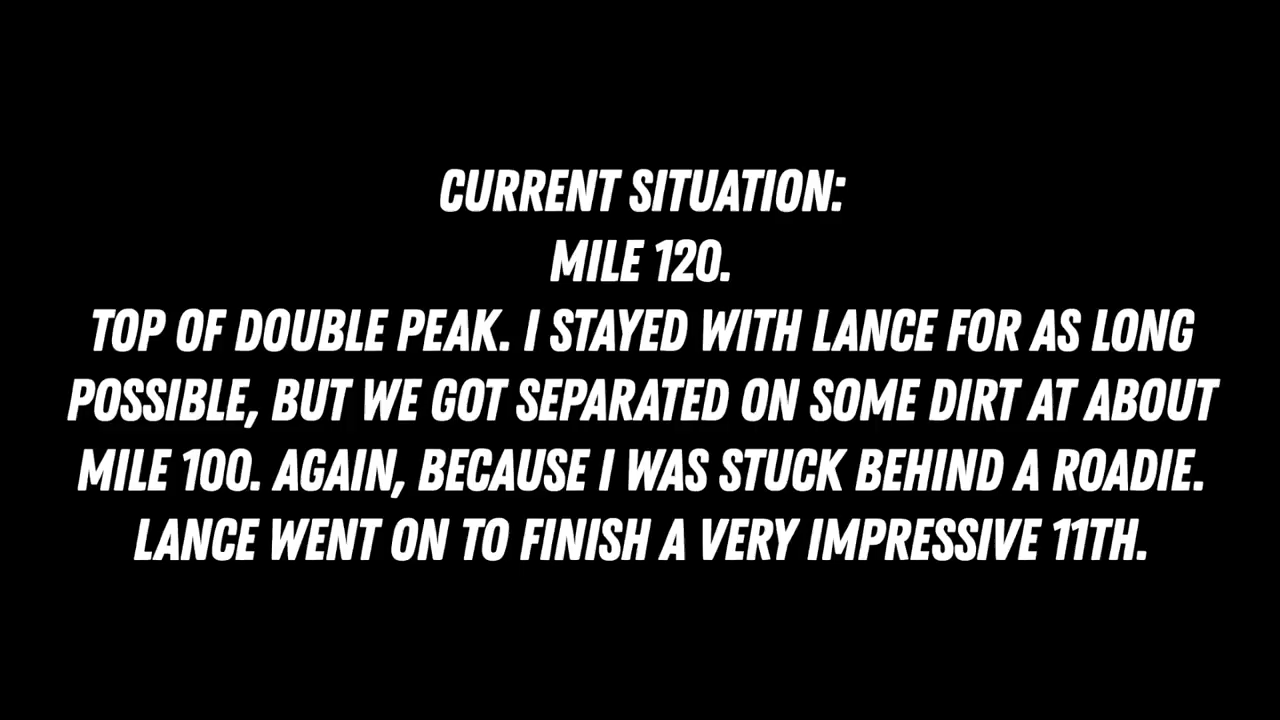 CURRENT SITUATION:
MILE 120.
TOP OF DOUBLE PEAK. I STAYED WITH LANCE FOR AS LONG
POSSIBLE, BUT WE GOT SEPARATED ON SOME DIRT AT ABOUT
MILE 100. AGAIN, BECAUSE I WAS STUCK BEHIND A ROADIE.
LANCE WENT ON TO FINISH A VERY IMPRESSIVE 11TH.